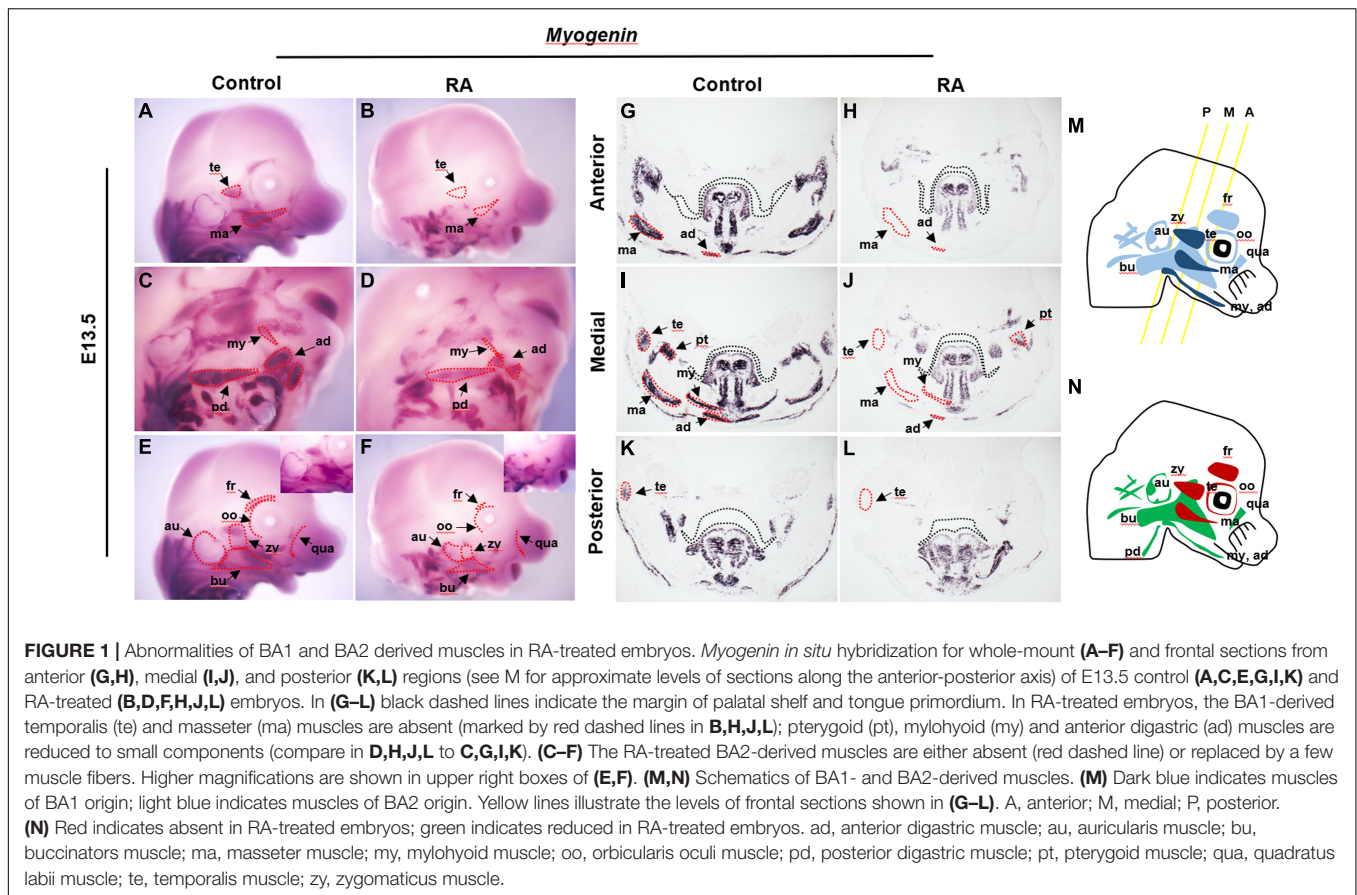 Myogenin
Control RA Control RA
E13.5
A te ma
B te ma
C my ad pd
D my ad pd
E fr oo au zy qua bu
F fr oo au zy qua bu
Anterior
G ma ad
H ad ma
Medial
I te pt my ma ad
J pt te my ma ad
Posterior
K te
L te
M P M A
fr
zy
au te oo
qua
bu ma
my, ad
N
fr
zy
au te oo
qua
bu ma
pd my, ad
FIGURE 1 | Abnormalities of BA1 and BA2 derived muscles in RA-treated embryos. Myogenin in situ hybridization for whole-mount (A–F) and frontal sections from
anterior (G,H), medial (I,J), and posterior (K,L) regions (see M for approximate levels of sections along the anterior-posterior axis) of E13.5 control (A,C,E,G,I,K) and
RA-treated (B,D,F,H,J,L) embryos. In (G–L) black dashed lines indicate the margin of palatal shelf and tongue primordium. In RA-treated embryos, the BA1-derived
temporalis (te) and masseter (ma) muscles are absent (marked by red dashed lines in B,H,J,L); pterygoid (pt), mylohyoid (my) and anterior digastric (ad) muscles are
reduced to small components (compare in D,H,J,L to C,G,I,K). (C–F) The RA-treated BA2-derived muscles are either absent (red dashed line) or replaced by a few
muscle fibers. Higher magnifications are shown in upper right boxes of (E,F). (M,N) Schematics of BA1- and BA2-derived muscles. (M) Dark blue indicates muscles
of BA1 origin; light blue indicates muscles of BA2 origin. Yellow lines illustrate the levels of frontal sections shown in (G–L). A, anterior; M, medial; P, posterior.
(N) Red indicates absent in RA-treated embryos; green indicates reduced in RA-treated embryos. ad, anterior digastric muscle; au, auricularis muscle; bu,
buccinators muscle; ma, masseter muscle; my, mylohyoid muscle; oo, orbicularis oculi muscle; pd, posterior digastric muscle; pt, pterygoid muscle; qua, quadratus
labii muscle; te, temporalis muscle; zy, zygomaticus muscle.